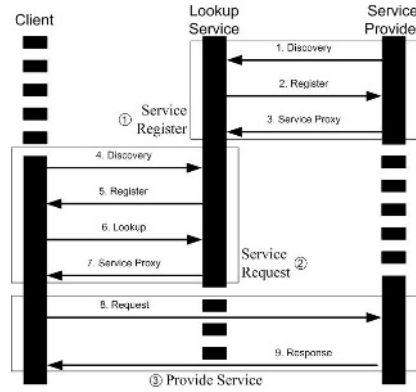 Client
Lookup
Service
Service
Provide
1. Discovery
2. Register
① Service
Register
3. Service Proxy
4. Discovery
5. Register
6. Lookup
7. Service Proxy
Service
Request ②
8. Request
9. Response
③ Provide Service